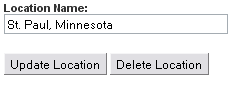 Location Name:
St. Paul, Minnesota
Update Location Delete Location